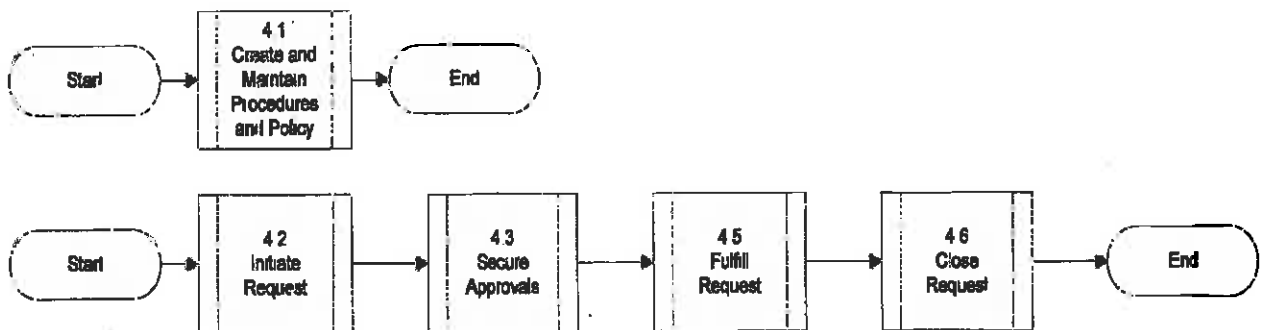 Start
4.1
Create and
Maintain
Procedures
and Policy
End
Start
4.2
Initiate
Request
4.3
Secure
Approvals
4.5
Fulfill
Request
4.6
Close
Request
End